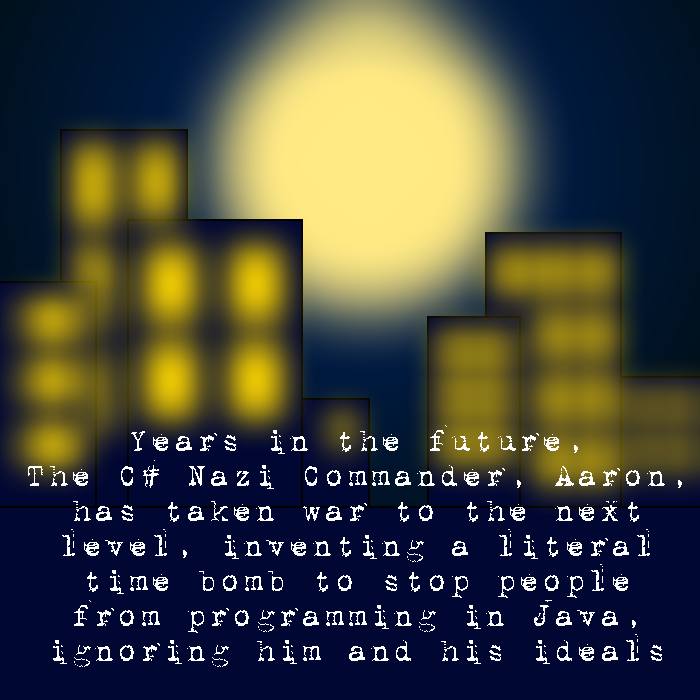 Years in the future,
The C# Nazi Commander, Aaron,
has taken war to the next
level, inventing a literal
time bomb to stop people
from programming in Java,
ignoring him and his ideals